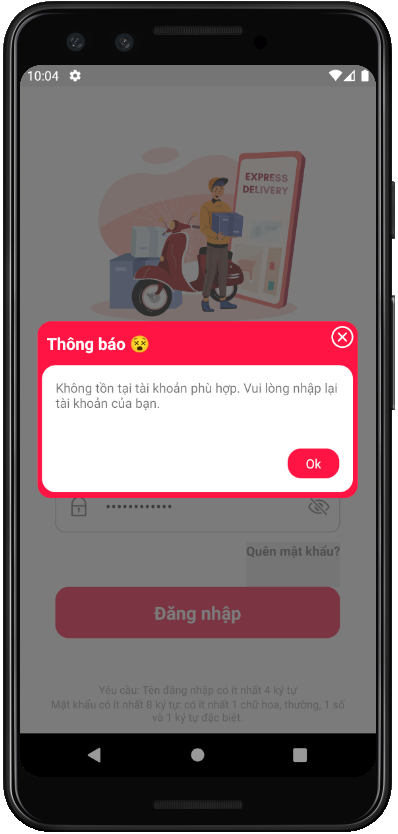 10:04
EXPRESS
DELIVERY
Thông báo 😵
Không tồn tại tài khoản phù hợp. Vui lòng nhập lại
tài khoản của bạn.
Ok
••••••••••••
Quên mật khẩu?
Đăng nhập
Yêu cầu: Tên đăng nhập có ít nhất 4 ký tự
Mật khẩu có ít nhất 8 ký tự: có ít nhất 1 chữ hoa, thường, 1 số
và 1 ký tự đặc biệt.